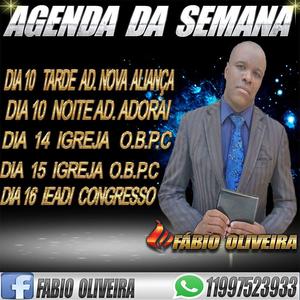 AGENDA DA SEMANA
DIA 10 TARDE AD. NOVA ALIANÇA
DIA 10 NOITE AD. ADORAI
DIA 14 IGREJA O.B.P.C
DIA 15 IGREJA O.B.P.C
DIA 16 IEADI CONGRESSO
FÁBIO OLIVEIRA
FABIO OLIVEIRA
11997523933